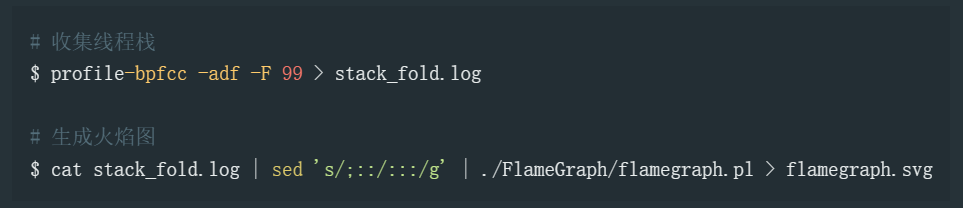 # 收集线程栈
$ profile-bpfcc -adf -F 99 > stack_fold.log
# 生成火焰图
$ cat stack_fold.log | sed 's/;::/:::/g' | ./FlameGraph/flamegraph.pl > flamegraph.svg